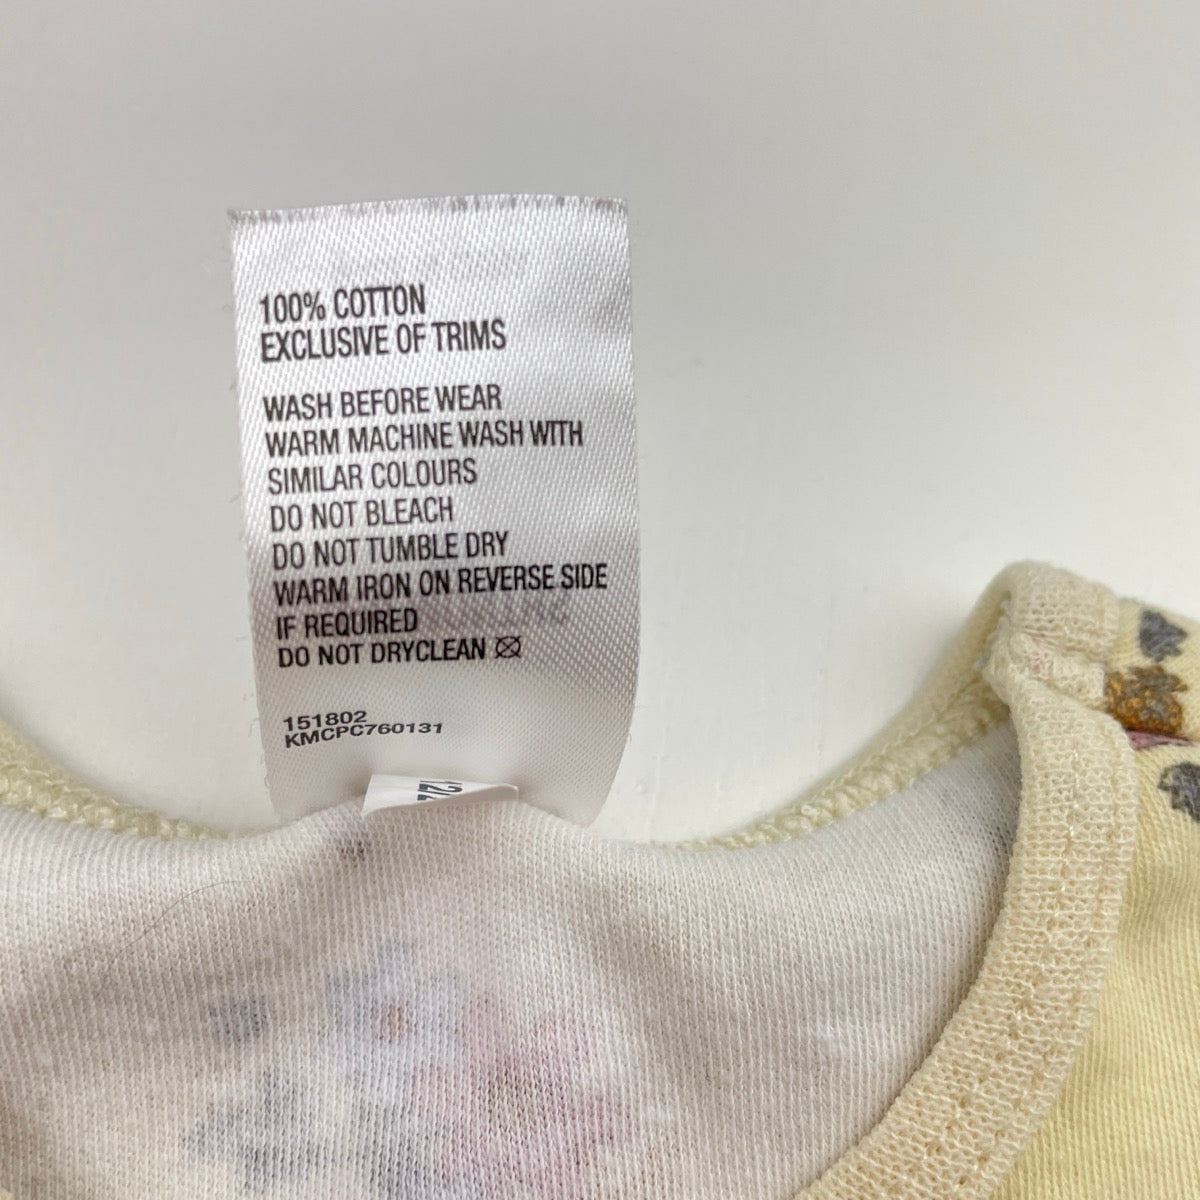 100% COTTON
EXCLUSIVE OF TRIMS
WASH BEFORE WEAR
WARM MACHINE WASH WITH
SIMILAR COLOURS
DO NOT BLEACH
DO NOT TUMBLE DRY
WARM IRON ON REVERSE SIDE
IF REQUIRED
DO NOT DRYCLEAN
151802
KMCPC760131